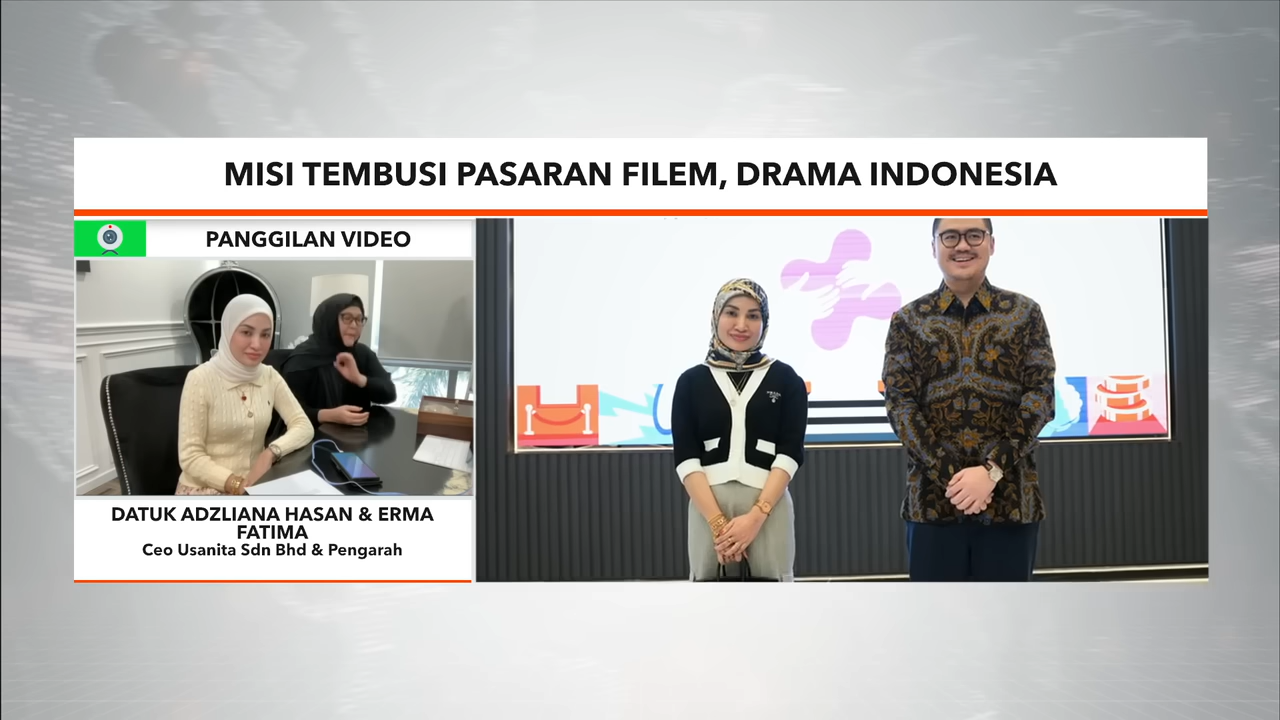 MISI TEMBUSI PASARAN FILEM, DRAMA INDONESIA
PANGGILAN VIDEO
DATUK ADZLIANA HASAN & ERMA
FATIMA
Ceo Usanita Sdn Bhd & Pengarah